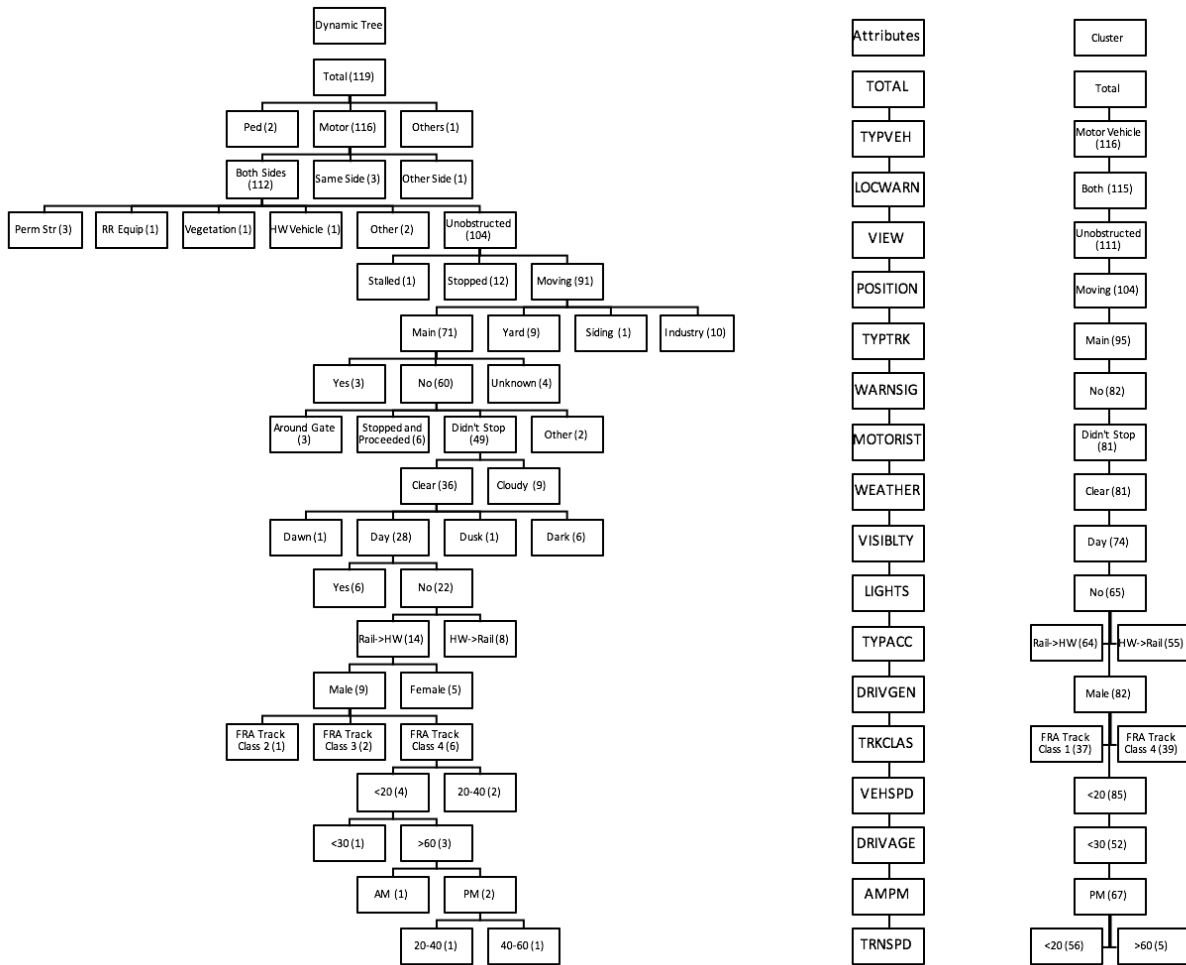 Dynamic Tree
Attributes
Cluster
Total (119)
TOTAL
Total
Ped (2)
Motor (116)
Others (1)
TYPVEH
Motor Vehicle
(116)
Both Sides
(112)
Same Side (3)
Other Side (1)
LOCWARN
Both (115)
Perm Str (3)
RR Equip (1)
Vegetation (1)
HW Vehicle (1)
Other (2)
Unobstructed
(104)
VIEW
Unobstructed
(111)
Stalled (1)
Stopped (12)
Moving (91)
POSITION
Moving (104)
Main (71)
Yard (9)
Siding (1)
Industry (10)
TYPTRK
Main (95)
Yes (3)
No (60)
Unknown (4)
WARNSIG
No (82)
Around Gate
(3)
Stopped and
Proceeded (6)
Didn't Stop
(49)
Other (2)
MOTORIST
Didn't Stop
(81)
Clear (36)
Cloudy (9)
WEATHER
Clear (81)
Dawn (1)
Day (28)
Dusk (1)
Dark (6)
VISIBLTY
Day (74)
Yes (6)
No (22)
LIGHTS
No (65)
Rail->HW (14)
HW->Rail (8)
TYPACC
Rail->HW (64)
HW->Rail (55)
Male (9)
Female (5)
DRIVGEN
Male (82)
FRA Track
Class 2 (1)
FRA Track
Class 3 (2)
FRA Track
Class 4 (6)
TRKCLAS
FRA Track
Class 1 (37)
FRA Track
Class 4 (39)
<20 (4)
20-40 (2)
VEHSPD
<20 (85)
<30 (1)
>60 (3)
DRIVAGE
<30 (52)
AM (1)
PM (2)
AMPM
PM (67)
20-40 (1)
40-60 (1)
TRNSPD
<20 (56)
>60 (5)